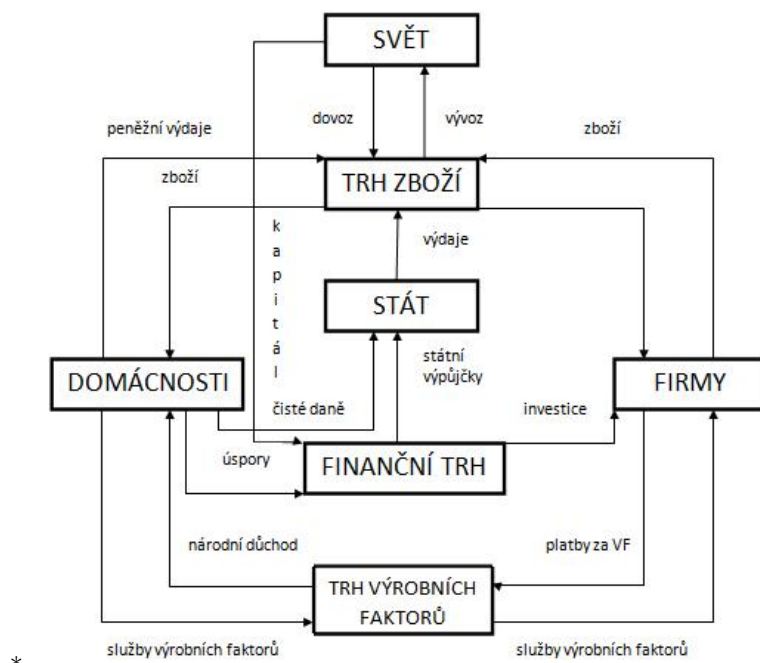 SVĚT
dovoz
vývoz
peněžní výdaje
zboží
zboží
TRH ZBOŽÍ
k
a
p
i
t
á
l
výdaje
STÁT
státní
výpůjčky
DOMÁCNOSTI
FIRMY
čisté daně
investice
úspory
FINANČNÍ TRH
národní důchod
platby za VF
TRH VÝROBNÍCH
FAKTORŮ
služby výrobních faktorů
služby výrobních faktorů
*